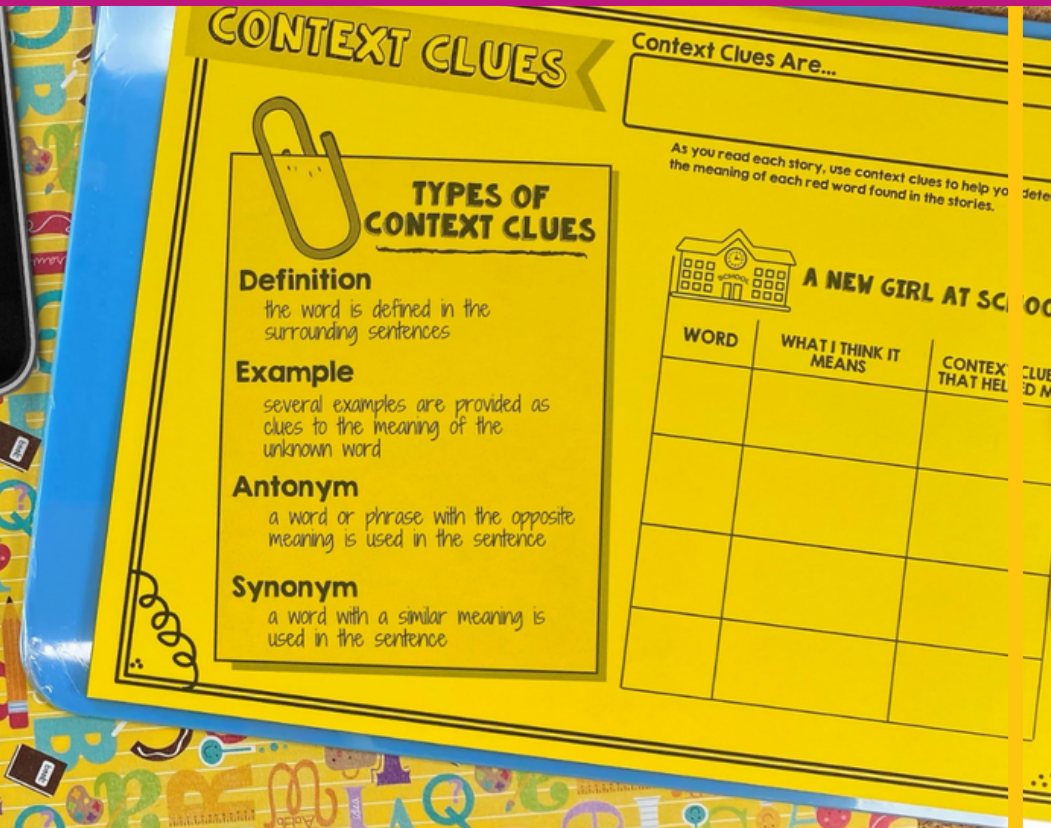 CONTEXT CLUES
TYPES OF
CONTEXT CLUES
Definition
the word is defined in the
surrounding sentences
Example
several examples are provided as
clues to the meaning of the
unknown word
Antonym
a word or phrase with the opposite
meaning is used in the sentence
Synonym
a word with a similar meaning is
used in the sentence
Context Clues Are...
As you read each story, use context clues to help you
the meaning of each red word found in the stories.
SCHOOL
A NEW GIRL AT
WORD
WHAT I THINK IT
MEANS
CONTEXT
THAT HELPED